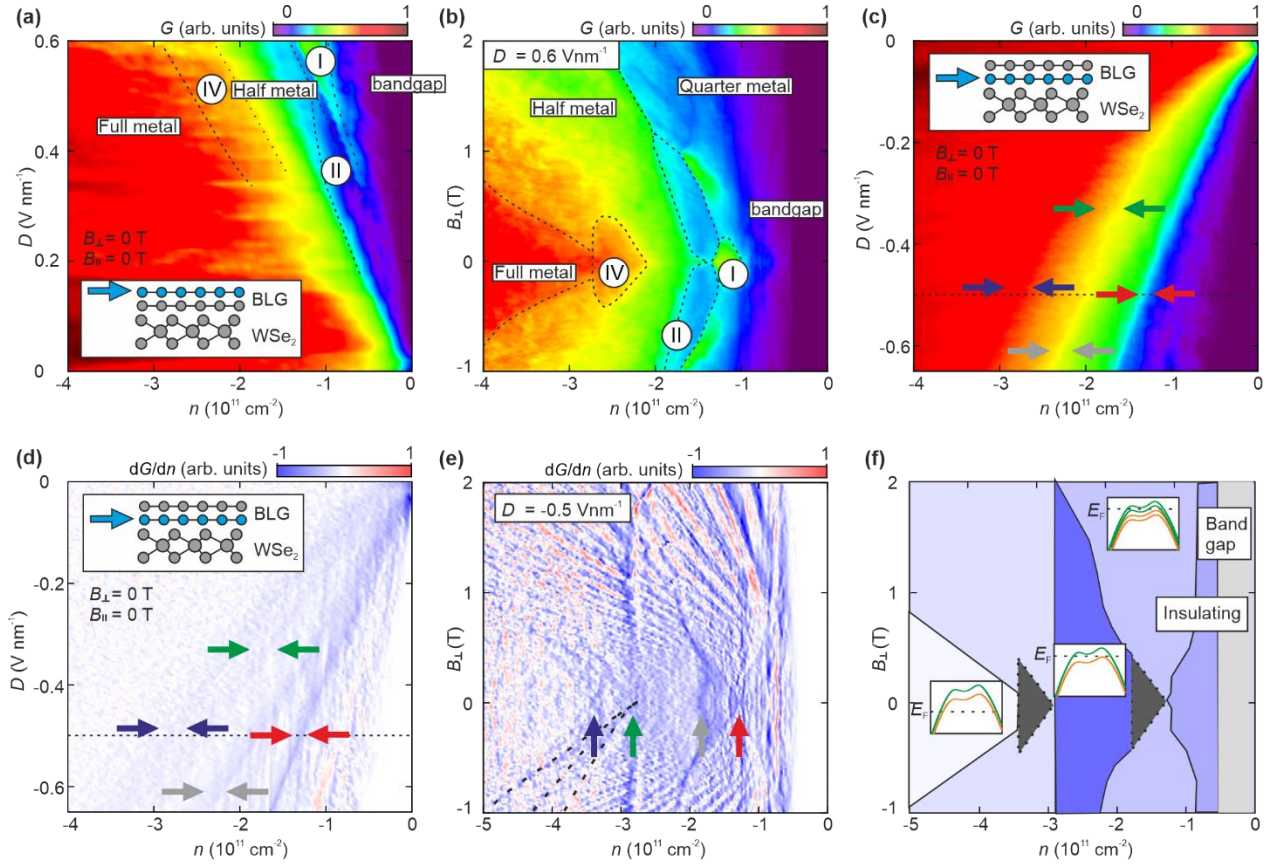 (a)
G (arb. units)
0
1
D (V nm⁻¹)
0.6
0.4
0.2
0
IV
I
II
Half metal
bandgap
Full metal
B⊥ = 0 T
B॥ = 0 T
BLG
WSe₂
-4
-3
-2
-1
0
n (10¹¹ cm⁻²)
(b)
G (arb. units)
0
1
D = 0.6 Vnm⁻¹
B⊥(T)
2
1
0
-1
Half metal
Quarter metal
bandgap
Full metal
IV
I
II
-4
-3
-2
-1
0
n (10¹¹ cm⁻²)
(c)
G (arb. units)
0
1
D (V nm⁻¹)
0
-0.2
-0.4
-0.6
BLG
WSe₂
B⊥ = 0 T
B॥ = 0 T
-4
-3
-2
-1
0
n (10¹¹ cm⁻²)
(d)
dG/dn (arb. units)
-1
1
D (V nm⁻¹)
0
-0.2
-0.4
-0.6
BLG
WSe₂
B⊥ = 0 T
B॥ = 0 T
-4
-3
-2
-1
0
n (10¹¹ cm⁻²)
(e)
dG/dn (arb. units)
-1
1
D = -0.5 Vnm⁻¹
B⊥(T)
2
1
0
-1
-5
-4
-3
-2
-1
0
n (10¹¹ cm⁻²)
(f)
B⊥(T)
2
1
0
-1
E_F
Band
gap
Insulating
E_F
E_F
-5
-4
-3
-2
-1
0
n (10¹¹ cm⁻²)